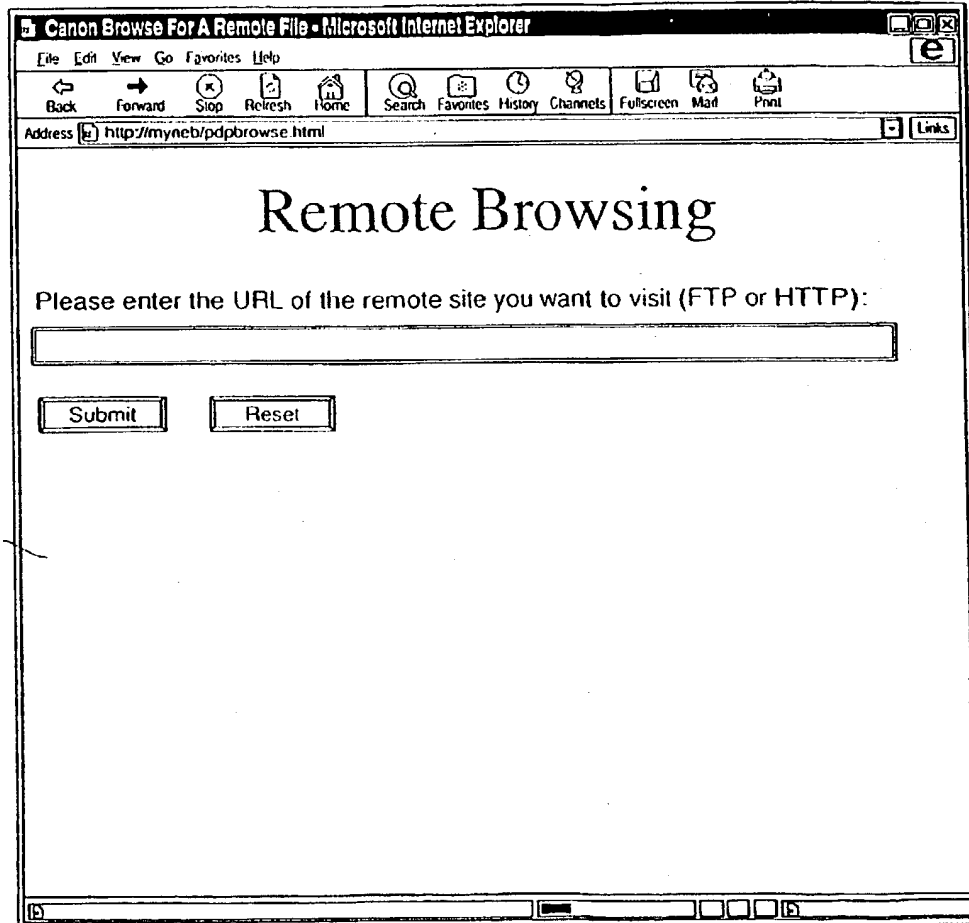 Canon Browse For A Remote File - Microsoft Internet Explorer
File Edit View Go Favorites Help
Back Forward Stop Refresh Home Search Favorites History Channels Fullscreen Mail Print
Address http://myneb/pdpbrowse.html Links
Remote Browsing
Please enter the URL of the remote site you want to visit (FTP or HTTP):
Submit Reset